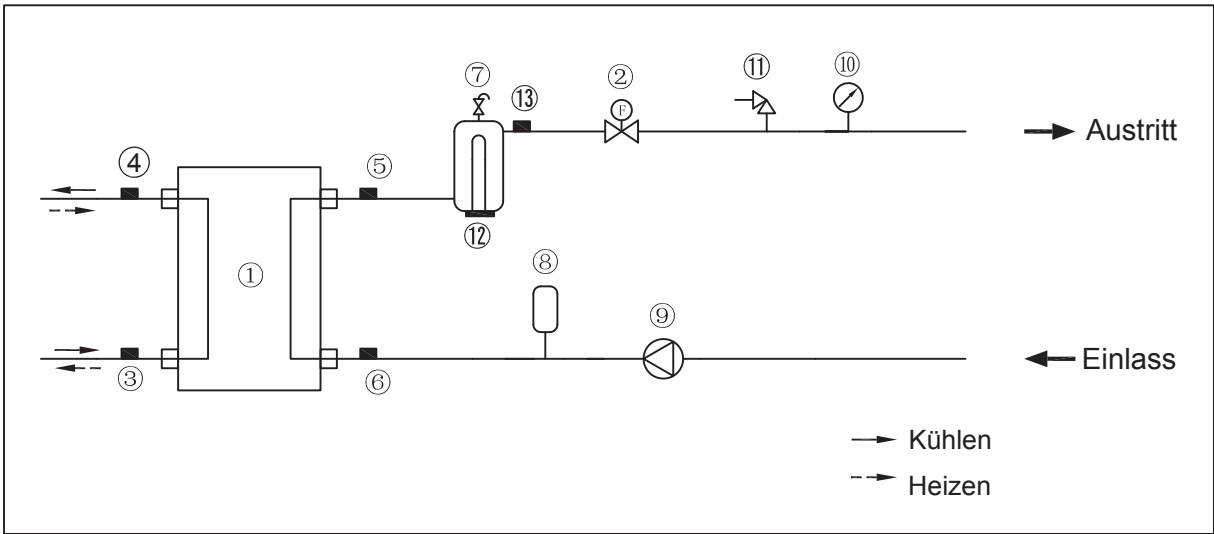 ⑦
⑬
②
⑪
⑩
F
Austritt
④
⑤
⑫
①
⑧
⑨
③
⑥
Einlass
Kühlen
Heizen